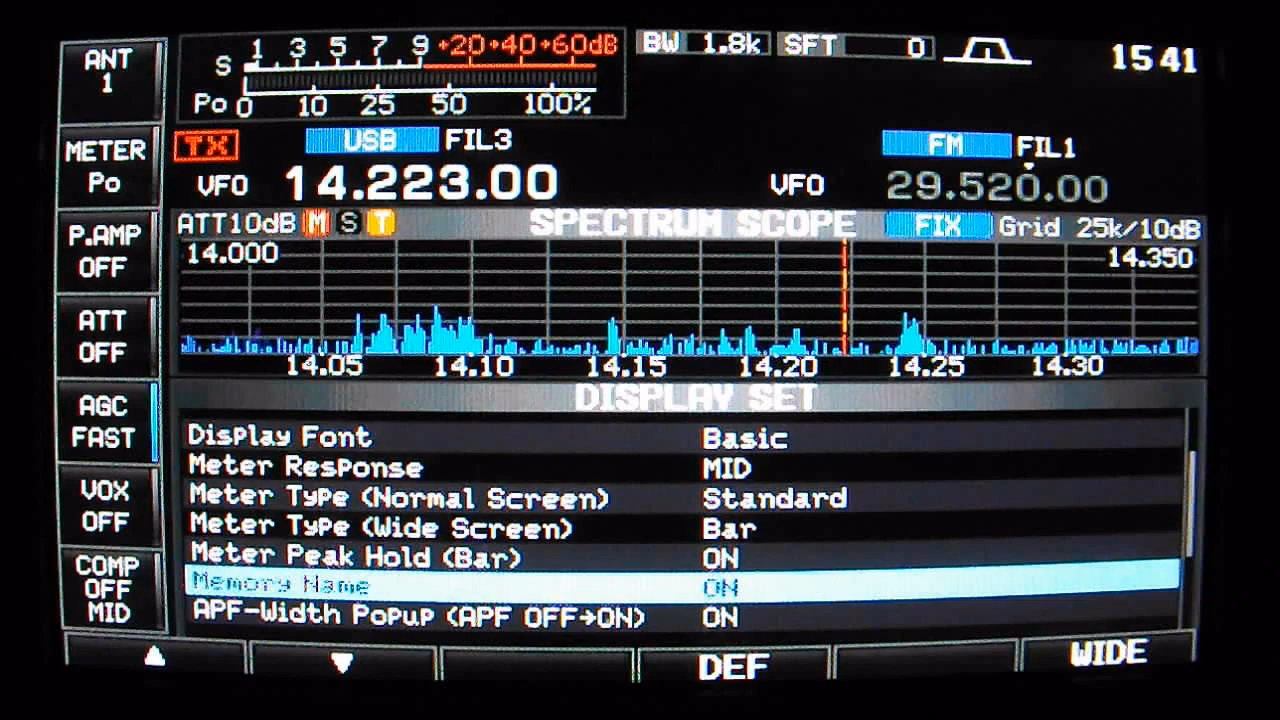 ANT
1
METER
Po
P.AMP
OFF
ATT
OFF
AGC
FAST
VOX
OFF
COMP
OFF
MID
S 1 3 5 7 9 +20 +40 +60dB
Po 0 10 25 50 100%
BW 1.8k SFT 0
15 41
TX USB FIL3
VFO 14.223.00
FM FIL1
VFO 29.520.00
ATT10dB M S T SPECTRUM SCOPE FIX Grid 25k/10dB
14.000 14.350
14.05 14.10 14.15 14.20 14.25 14.30
DISPLAY SET
Display Font Basic
Meter Response MID
Meter Type (Normal Screen) Standard
Meter Type (Wide Screen) Bar
Meter Peak Hold (Bar) ON
Memory Name ON
APF-Width Popup (APF OFF→ON) ON
▲ ▼ DEF WIDE